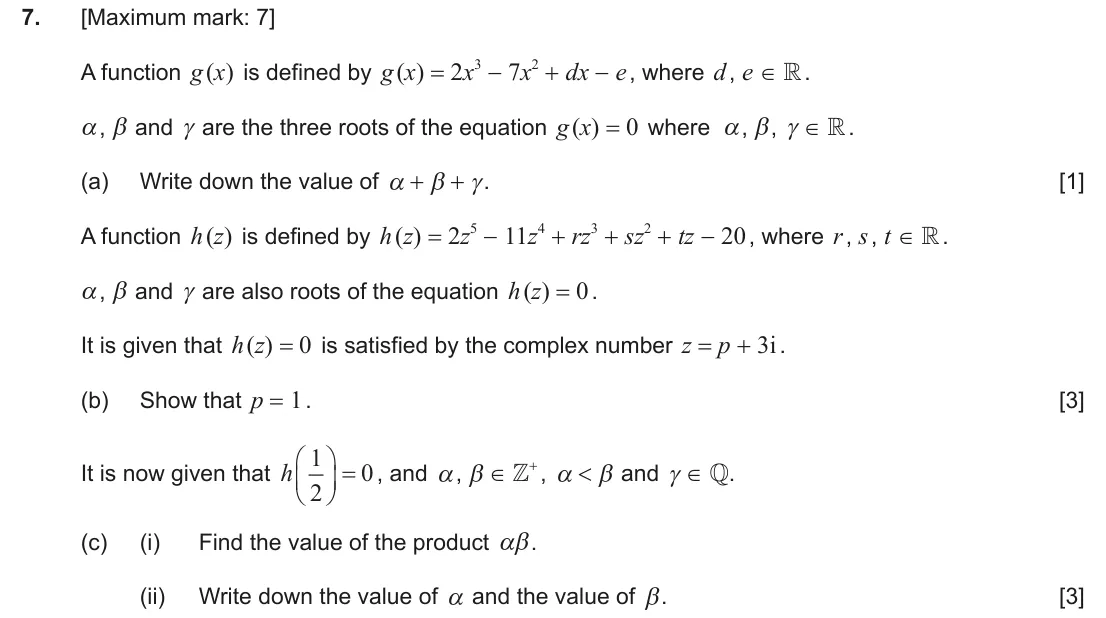 7. [Maximum mark: 7]
A function g(x) is defined by g(x) = 2x³ − 7x² + dx − e, where d, e ∈ ℝ.
α, β and γ are the three roots of the equation g(x) = 0 where α, β, γ ∈ ℝ.
(a) Write down the value of α + β + γ. [1]
A function h(z) is defined by h(z) = 2z⁵ − 11z⁴ + rz³ + sz² + tz − 20, where r, s, t ∈ ℝ.
α, β and γ are also roots of the equation h(z) = 0.
It is given that h(z) = 0 is satisfied by the complex number z = p + 3i.
(b) Show that p = 1. [3]
It is now given that h(1/2) = 0, and α, β ∈ ℤ⁺, α < β and γ ∈ ℚ.
(c) (i) Find the value of the product αβ.
(ii) Write down the value of α and the value of β. [3]